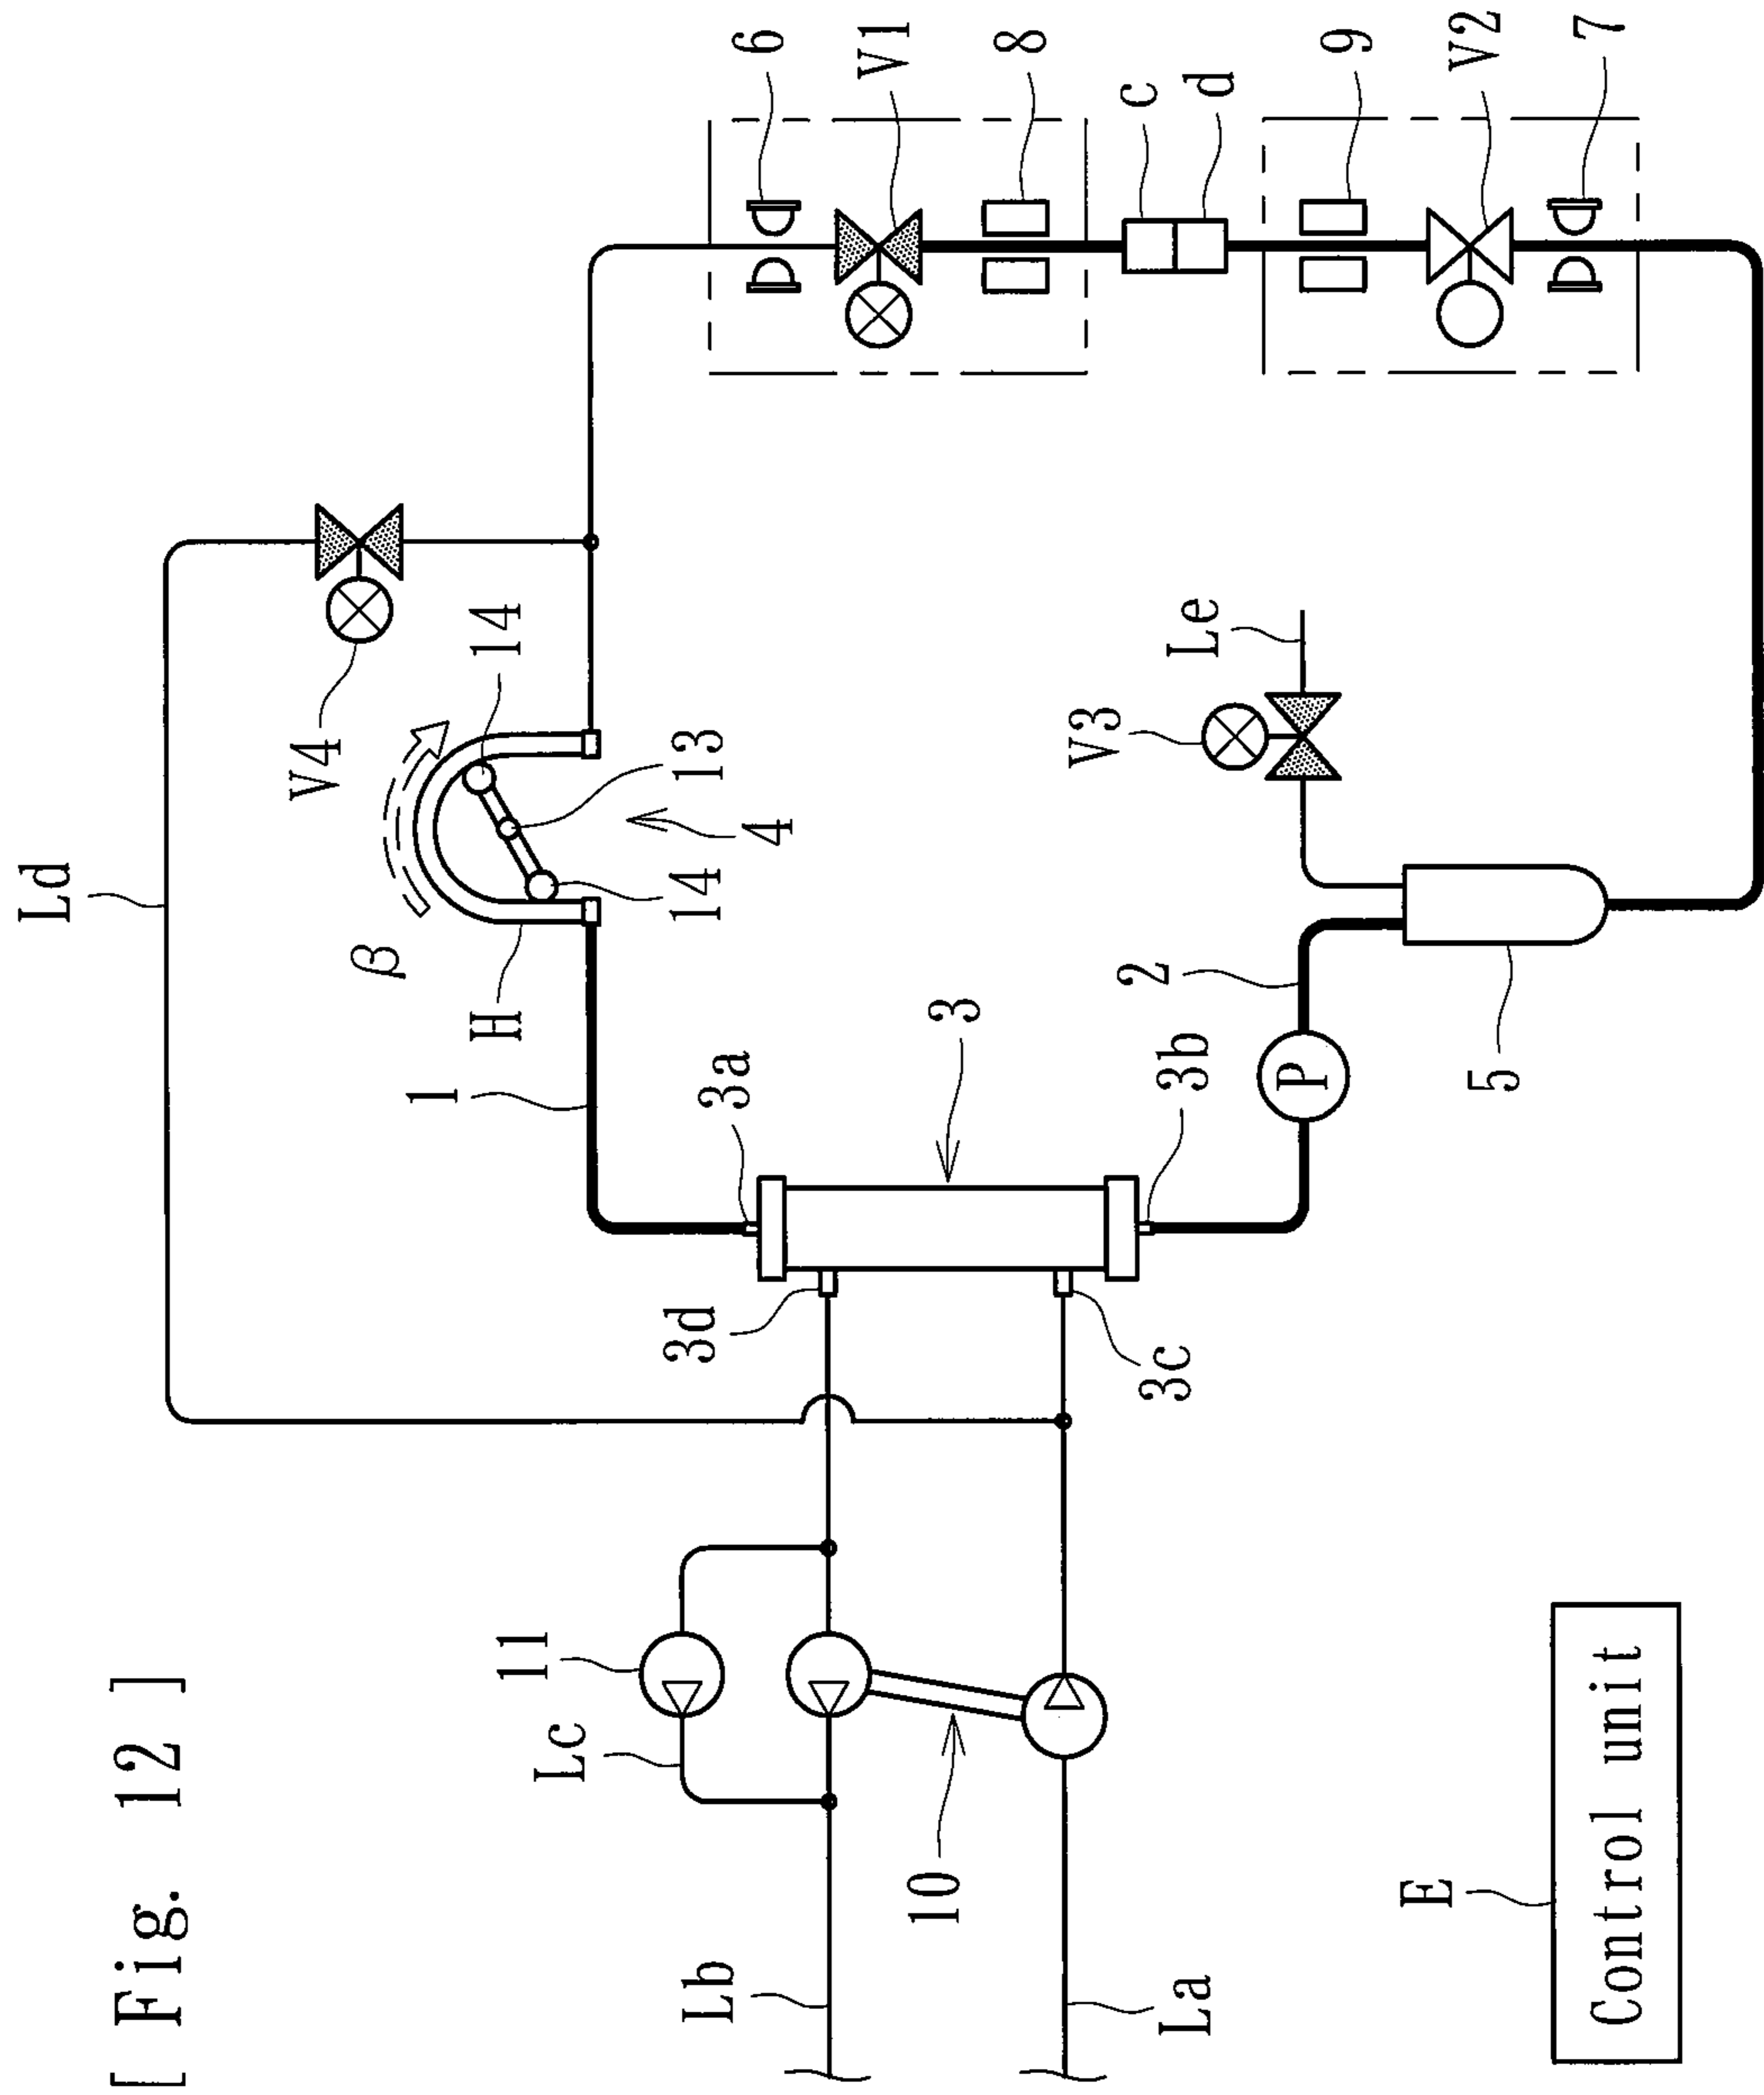 [ Fig. 12 ]
Ld
V4
β
H
14
13
14
4
1
3a
3
3d
3c
3b
P
2
5
Le
V3
6
V1
8
c
d
9
V2
7
11
Lc
10
Lb
La
E
Control unit